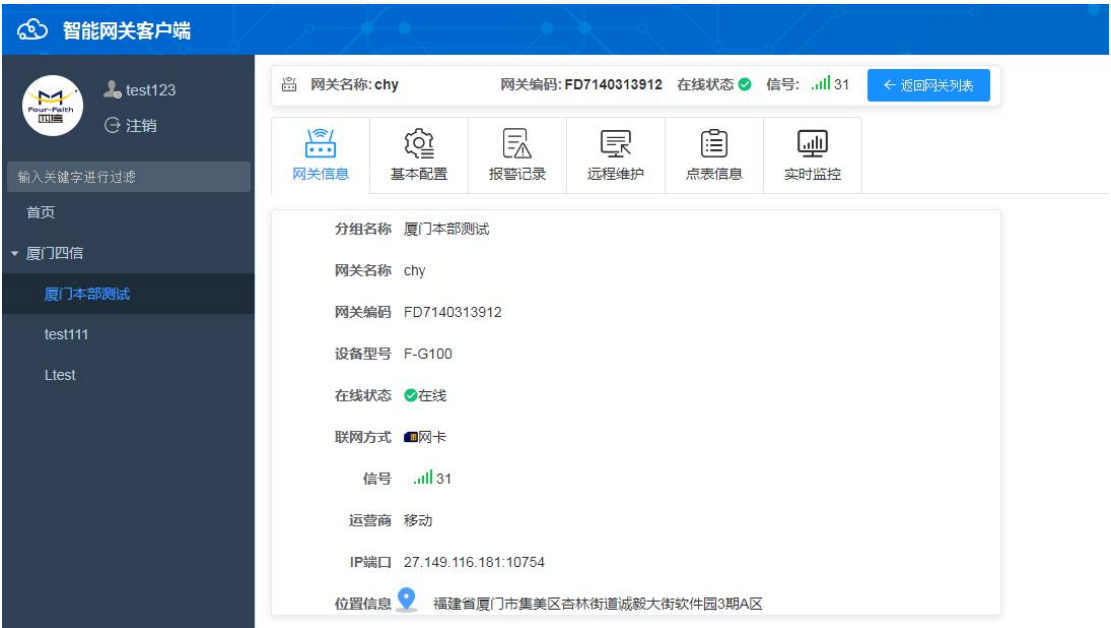 智能网关客户端
Four-Faith
四信
test123
注销
输入关键字进行过滤
首页
厦门四信
厦门本部测试
test111
Ltest
网关名称: chy 网关编码: FD7140313912 在线状态 信号: 31 ← 返回网关列表
网关信息 基本配置 报警记录 远程维护 点表信息 实时监控
分组名称 厦门本部测试
网关名称 chy
网关编码 FD7140313912
设备型号 F-G100
在线状态 在线
联网方式 网卡
信号 31
运营商 移动
IP端口 27.149.116.181:10754
位置信息 福建省厦门市集美区杏林街道诚毅大街软件园3期A区